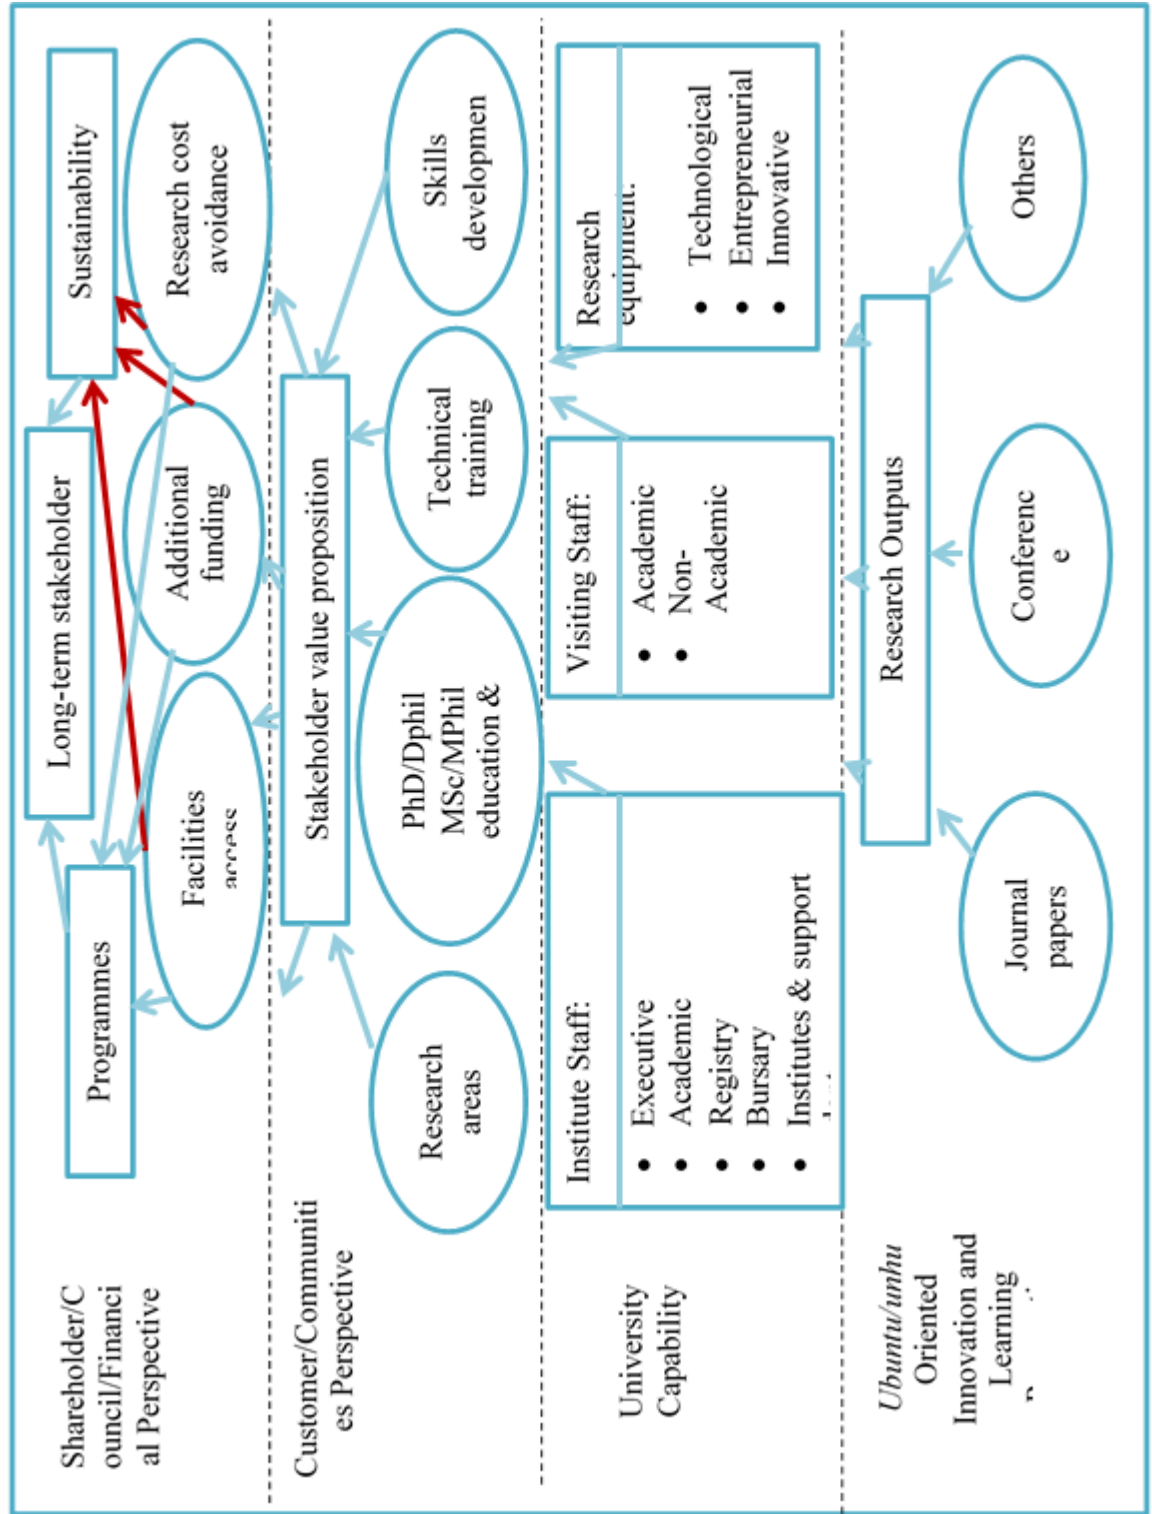 Shareholder/C
ouncil/Financi
al Perspective
Programmes
Long-term stakeholder
Sustainability
Facilities
access
Additional
funding
Research cost
avoidance
Customer/Communiti
es Perspective
Stakeholder value proposition
Research
areas
PhD/Dphil
MSc/MPhil
education &
Technical
training
Skills
developmen
University
Capability
Institute Staff:
• Executive
• Academic
• Registry
• Bursary
• Institutes & support
Visiting Staff:
• Academic
• Non-
Academic
Research
equipment:
• Technological
• Entrepreneurial
• Innovative
Ubuntu/unhu
Oriented
Innovation and
Learning
Research Outputs
Journal
papers
Conferenc
e
Others